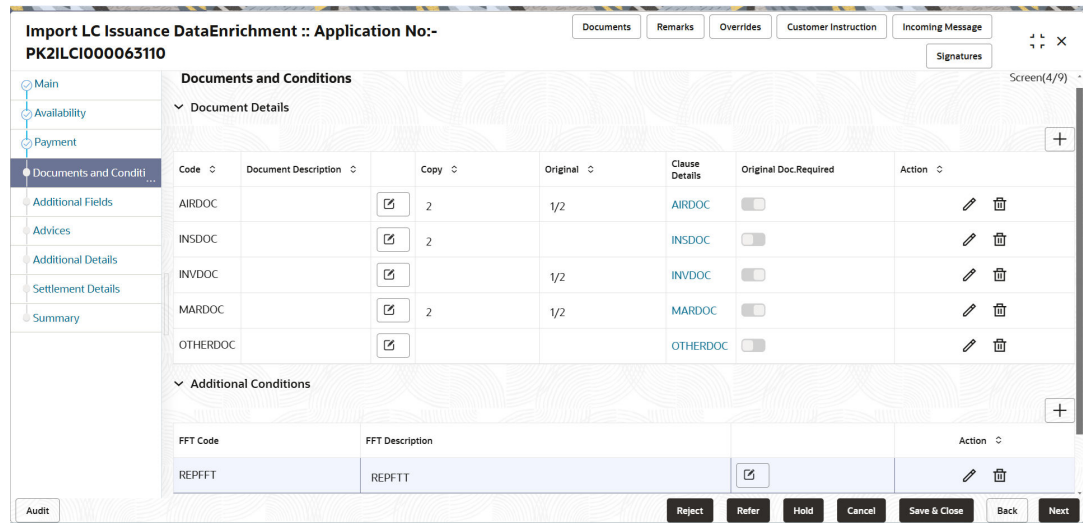 Import LC Issuance DataEnrichment :: Application No:-
PK2ILCI000063110
Documents
Remarks
Overrides
Customer Instruction
Incoming Message
Signatures
Main
Availability
Payment
Documents and Conditi...
Additional Fields
Advices
Additional Details
Settlement Details
Summary
Documents and Conditions
Screen(4/9)
Document Details
Code Document Description Copy Original Clause Details Original Doc.Required Action
AIRDOC 2 1/2 AIRDOC
INSDOC 2 INSDOC
INVDOC 1/2 INVDOC
MARDOC 2 1/2 MARDOC
OTHERDOC OTHERDOC
Additional Conditions
FFT Code FFT Description Action
REPFFT REPFTT
Audit Reject Refer Hold Cancel Save & Close Back Next